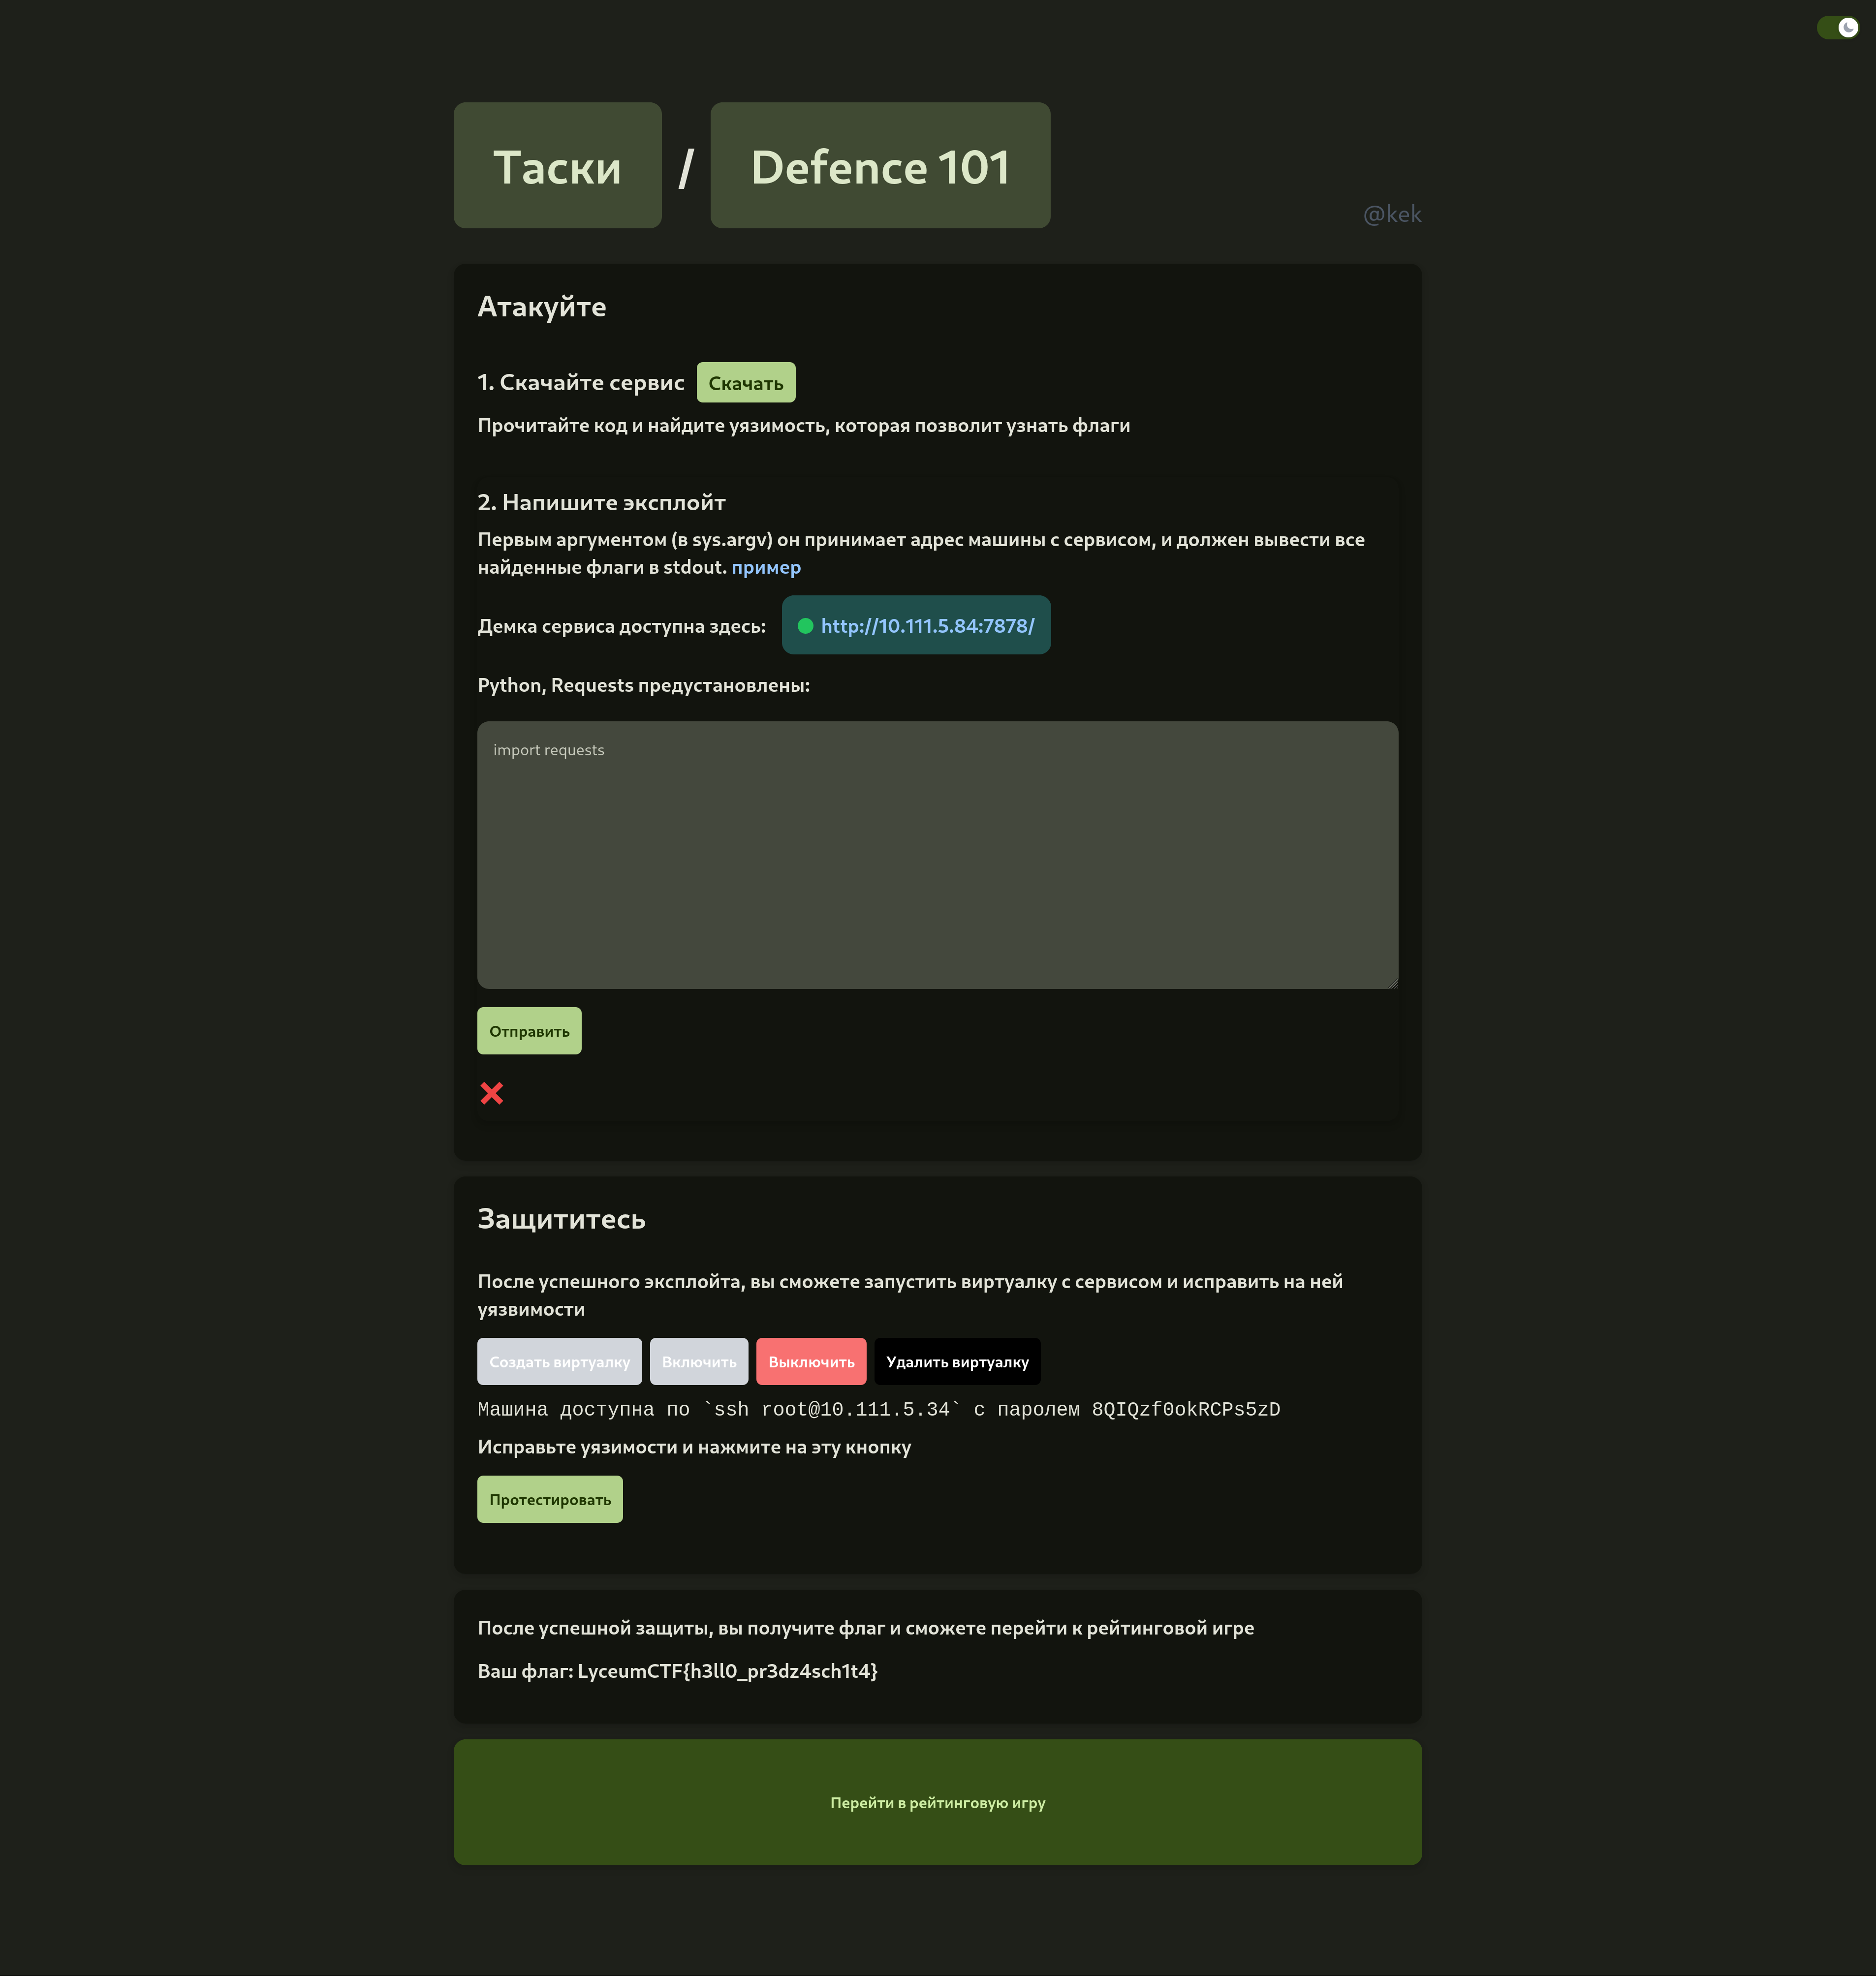 Таски / Defence 101
@kek
Атакуйте
1. Скачайте сервис Скачать
Прочитайте код и найдите уязимость, которая позволит узнать флаги
2. Напишите эксплойт
Первым аргументом (в sys.argv) он принимает адрес машины с сервисом, и должен вывести все
найденные флаги в stdout. пример
Демка сервиса доступна здесь: http://10.111.5.84:7878/
Python, Requests предустановлены:
import requests
Отправить
Защититесь
После успешного эксплойта, вы сможете запустить виртуалку с сервисом и исправить на ней
уязвимости
Создать виртуалку Включить Выключить Удалить виртуалку
Машина доступна по `ssh root@10.111.5.34` с паролем 8QIQzf0okRCPs5zD
Исправьте уязимости и нажмите на эту кнопку
Протестировать
После успешной защиты, вы получите флаг и сможете перейти к рейтинговой игре
Ваш флаг: LyceumCTF{h3ll0_pr3dz4sch1t4}
Перейти в рейтинговую игру